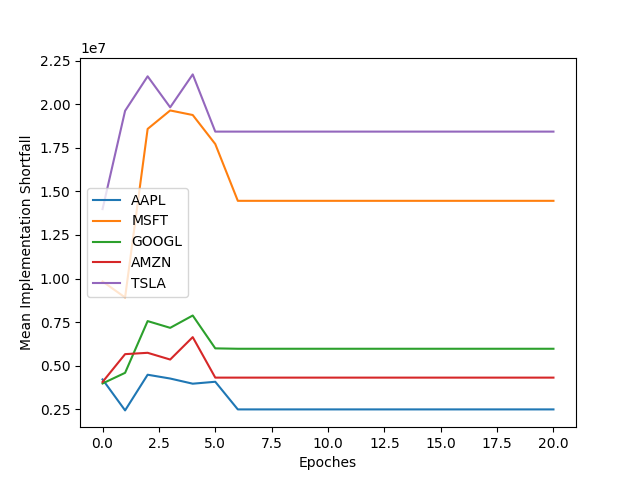 1e7
2.25
2.00
1.75
1.50
1.25
1.00
0.75
0.50
0.25
Mean Implementation Shortfall
AAPL
MSFT
GOOGL
AMZN
TSLA
0.0 2.5 5.0 7.5 10.0 12.5 15.0 17.5 20.0
Epoches